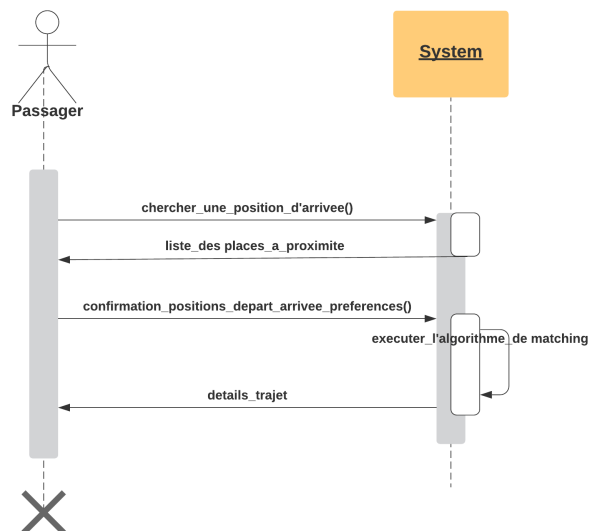 System
Passager
chercher_une_position_d'arrivee()
liste_des places_a_proximite
confirmation_positions_depart_arrivee_preferences()
executer_l'algorithme_de matching
details_trajet